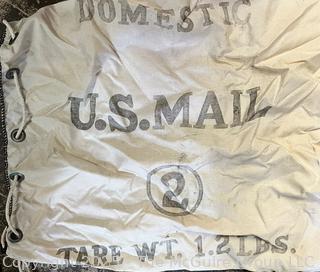 DOMESTIC
U.S.MAIL
2
TARE WT 1.2 LBS.